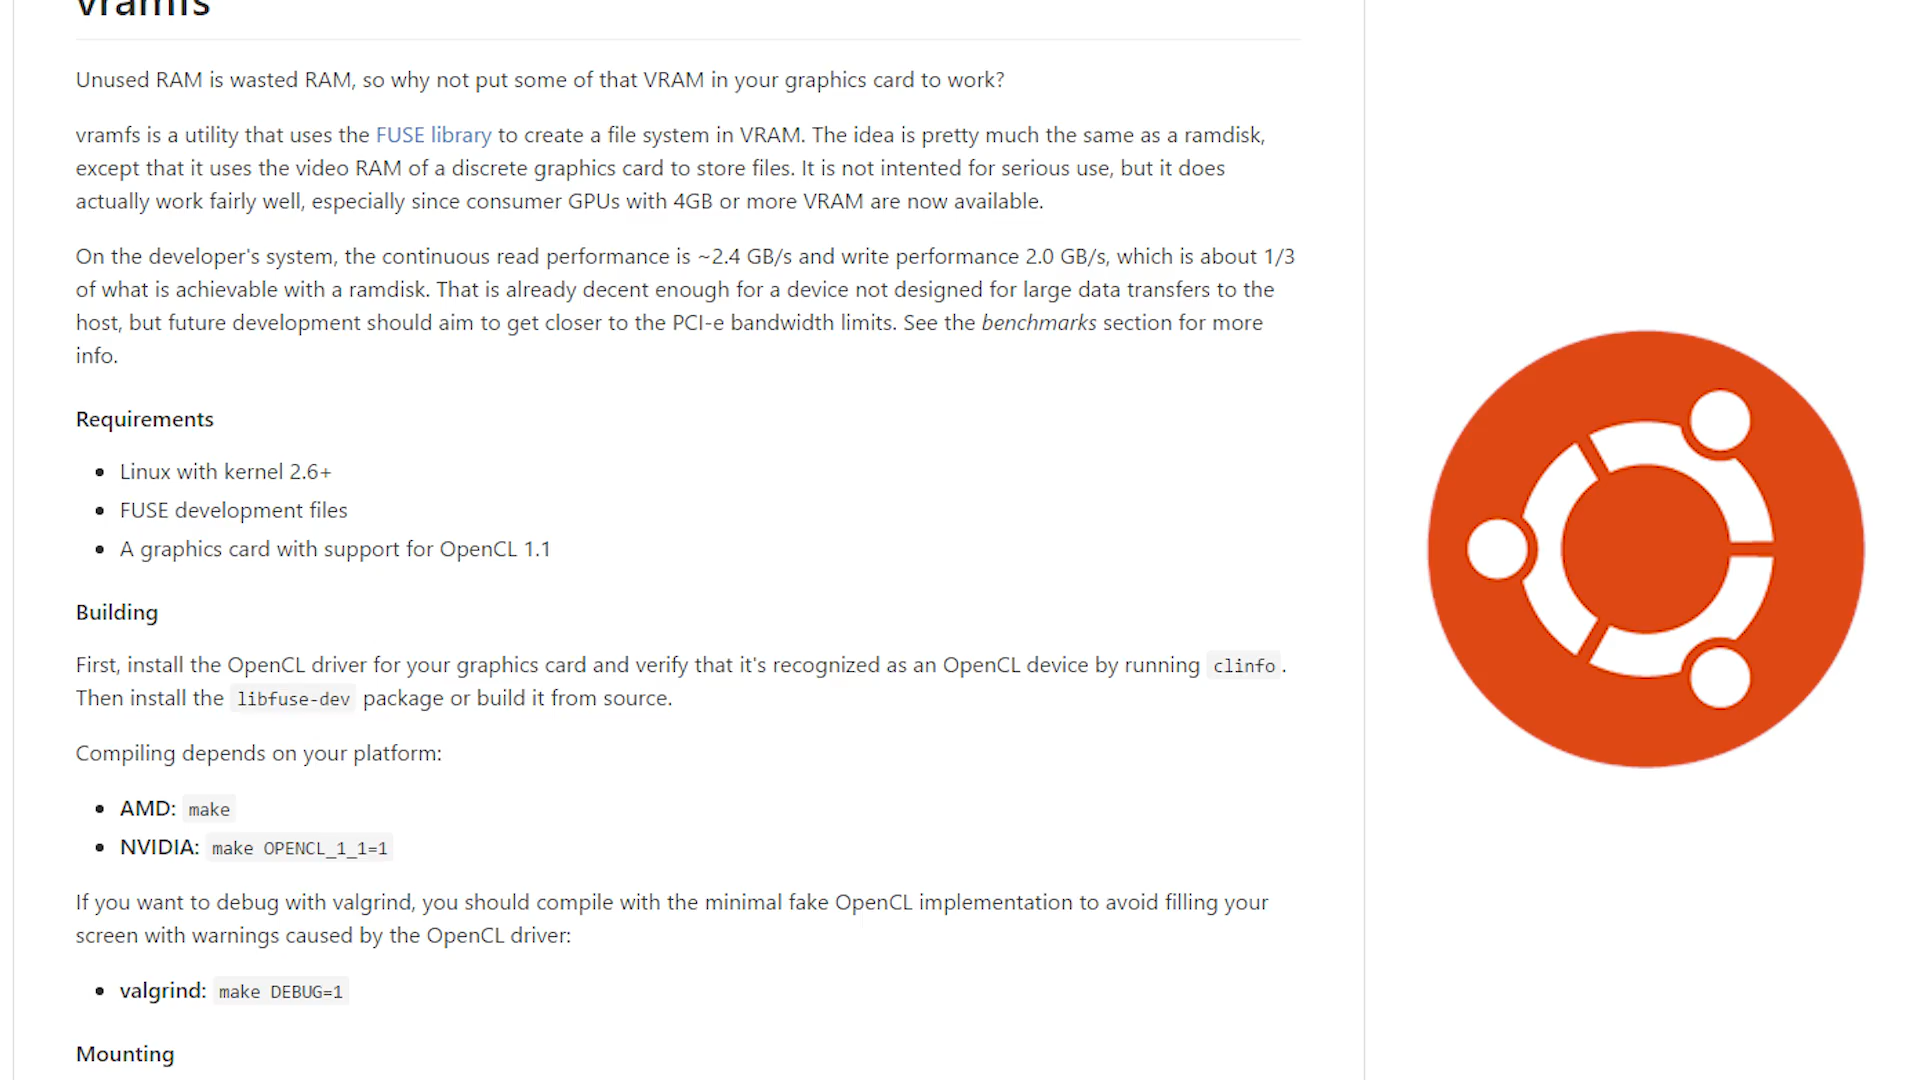 vramfs
Unused RAM is wasted RAM, so why not put some of that VRAM in your graphics card to work?
vramfs is a utility that uses the FUSE library to create a file system in VRAM. The idea is pretty much the same as a ramdisk,
except that it uses the video RAM of a discrete graphics card to store files. It is not intented for serious use, but it does
actually work fairly well, especially since consumer GPUs with 4GB or more VRAM are now available.
On the developer's system, the continuous read performance is ~2.4 GB/s and write performance 2.0 GB/s, which is about 1/3
of what is achievable with a ramdisk. That is already decent enough for a device not designed for large data transfers to the
host, but future development should aim to get closer to the PCI-e bandwidth limits. See the benchmarks section for more
info.
Requirements
• Linux with kernel 2.6+
• FUSE development files
• A graphics card with support for OpenCL 1.1
Building
First, install the OpenCL driver for your graphics card and verify that it's recognized as an OpenCL device by running clinfo.
Then install the libfuse-dev package or build it from source.
Compiling depends on your platform:
• AMD: make
• NVIDIA: make OPENCL_1_1=1
If you want to debug with valgrind, you should compile with the minimal fake OpenCL implementation to avoid filling your
screen with warnings caused by the OpenCL driver:
• valgrind: make DEBUG=1
Mounting